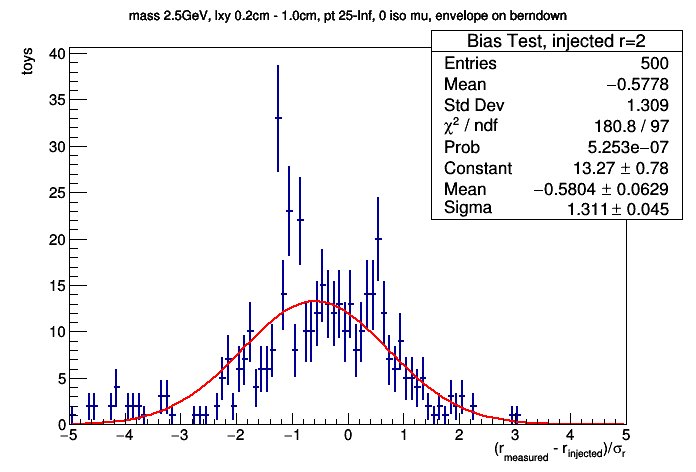 mass 2.5GeV, lxy 0.2cm - 1.0cm, pt 25-Inf, 0 iso mu, envelope on berndown
Bias Test, injected r=2
Entries 500
Mean −0.5778
Std Dev 1.309
χ² / ndf 180.8 / 97
Prob 5.253e−07
Constant 13.27 ± 0.78
Mean −0.5804 ± 0.0629
Sigma 1.311 ± 0.045
toys
40
35
30
25
20
15
10
5
0
−5 −4 −3 −2 −1 0 1 2 3 4 5
(r_measured - r_injected)/σ_r